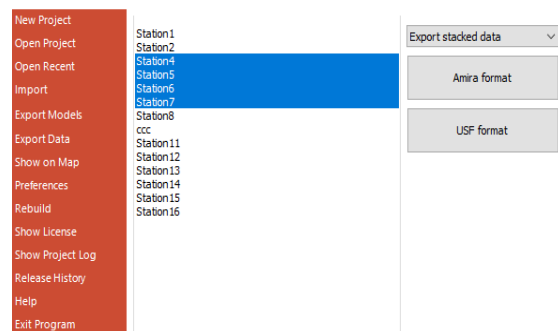 New Project
Open Project
Open Recent
Import
Export Models
Export Data
Show on Map
Preferences
Rebuild
Show License
Show Project Log
Release History
Help
Exit Program
Station1
Station2
Station4
Station5
Station6
Station7
Station8
ccc
Station11
Station12
Station13
Station14
Station15
Station16
Export stacked data
Amira format
USF format